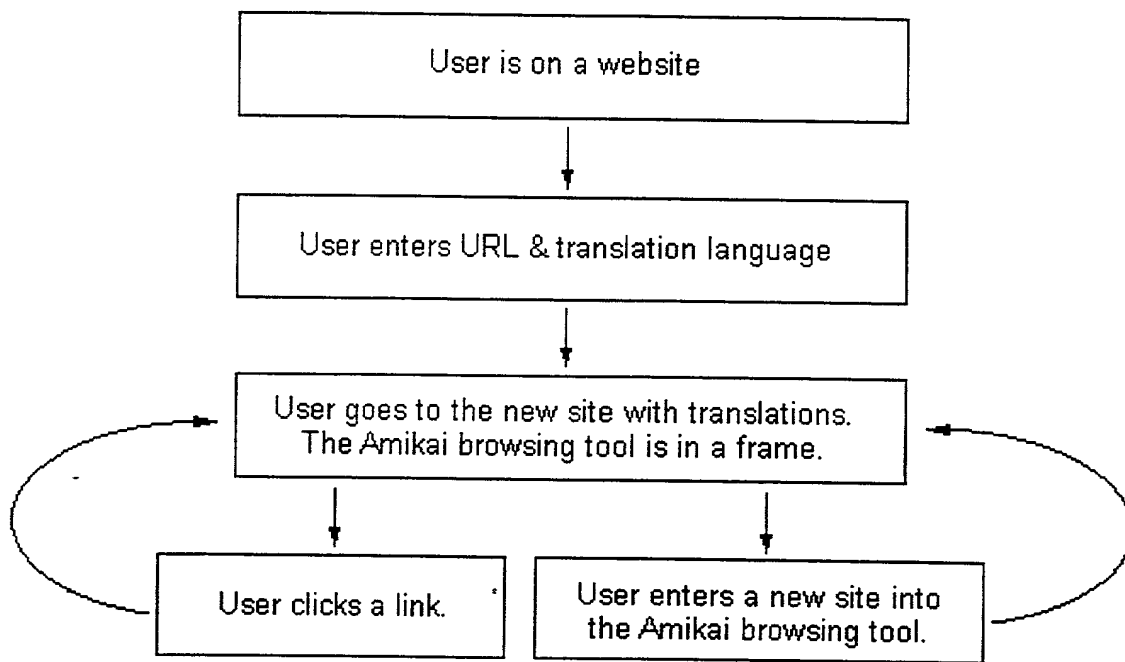 User is on a website
User enters URL & translation language
User goes to the new site with translations.
The Amikai browsing tool is in a frame.
User clicks a link.
User enters a new site into
the Amikai browsing tool.